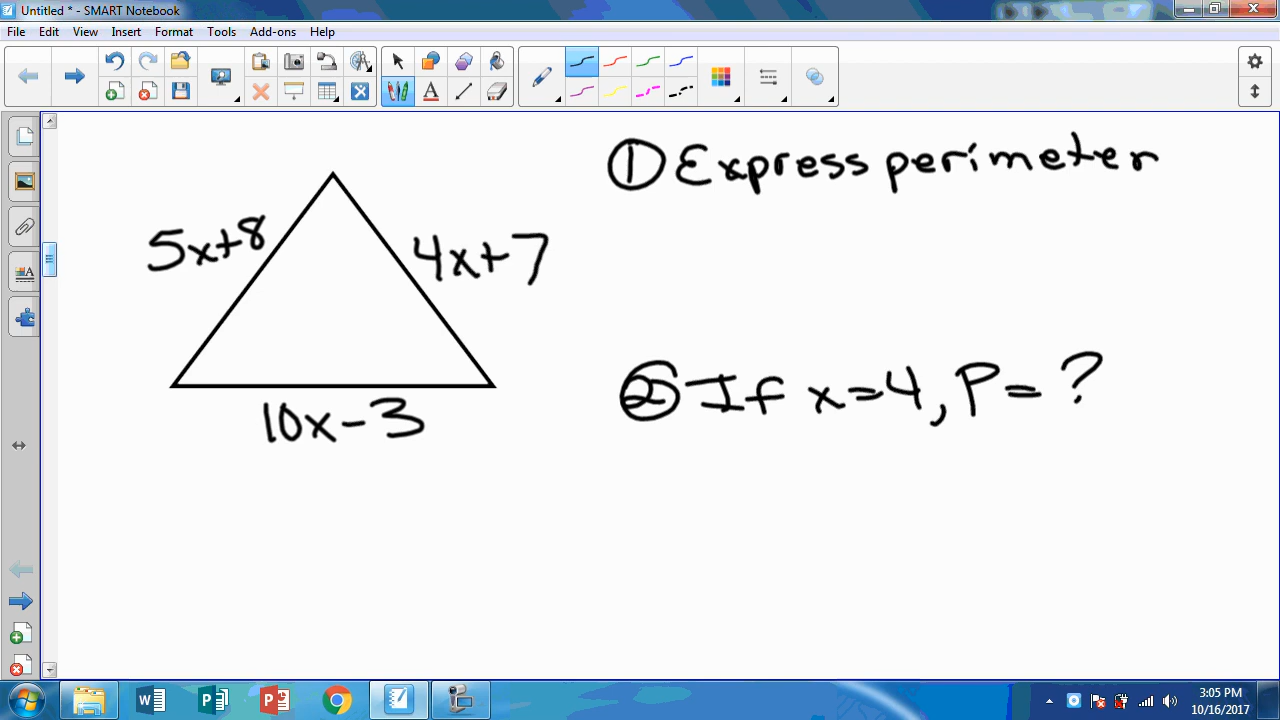 Untitled * - SMART Notebook
File Edit View Insert Format Tools Add-ons Help
① Express perimeter
5x+8
4x+7
10x-3
② If x=4, P=?
3:05 PM
10/16/2017